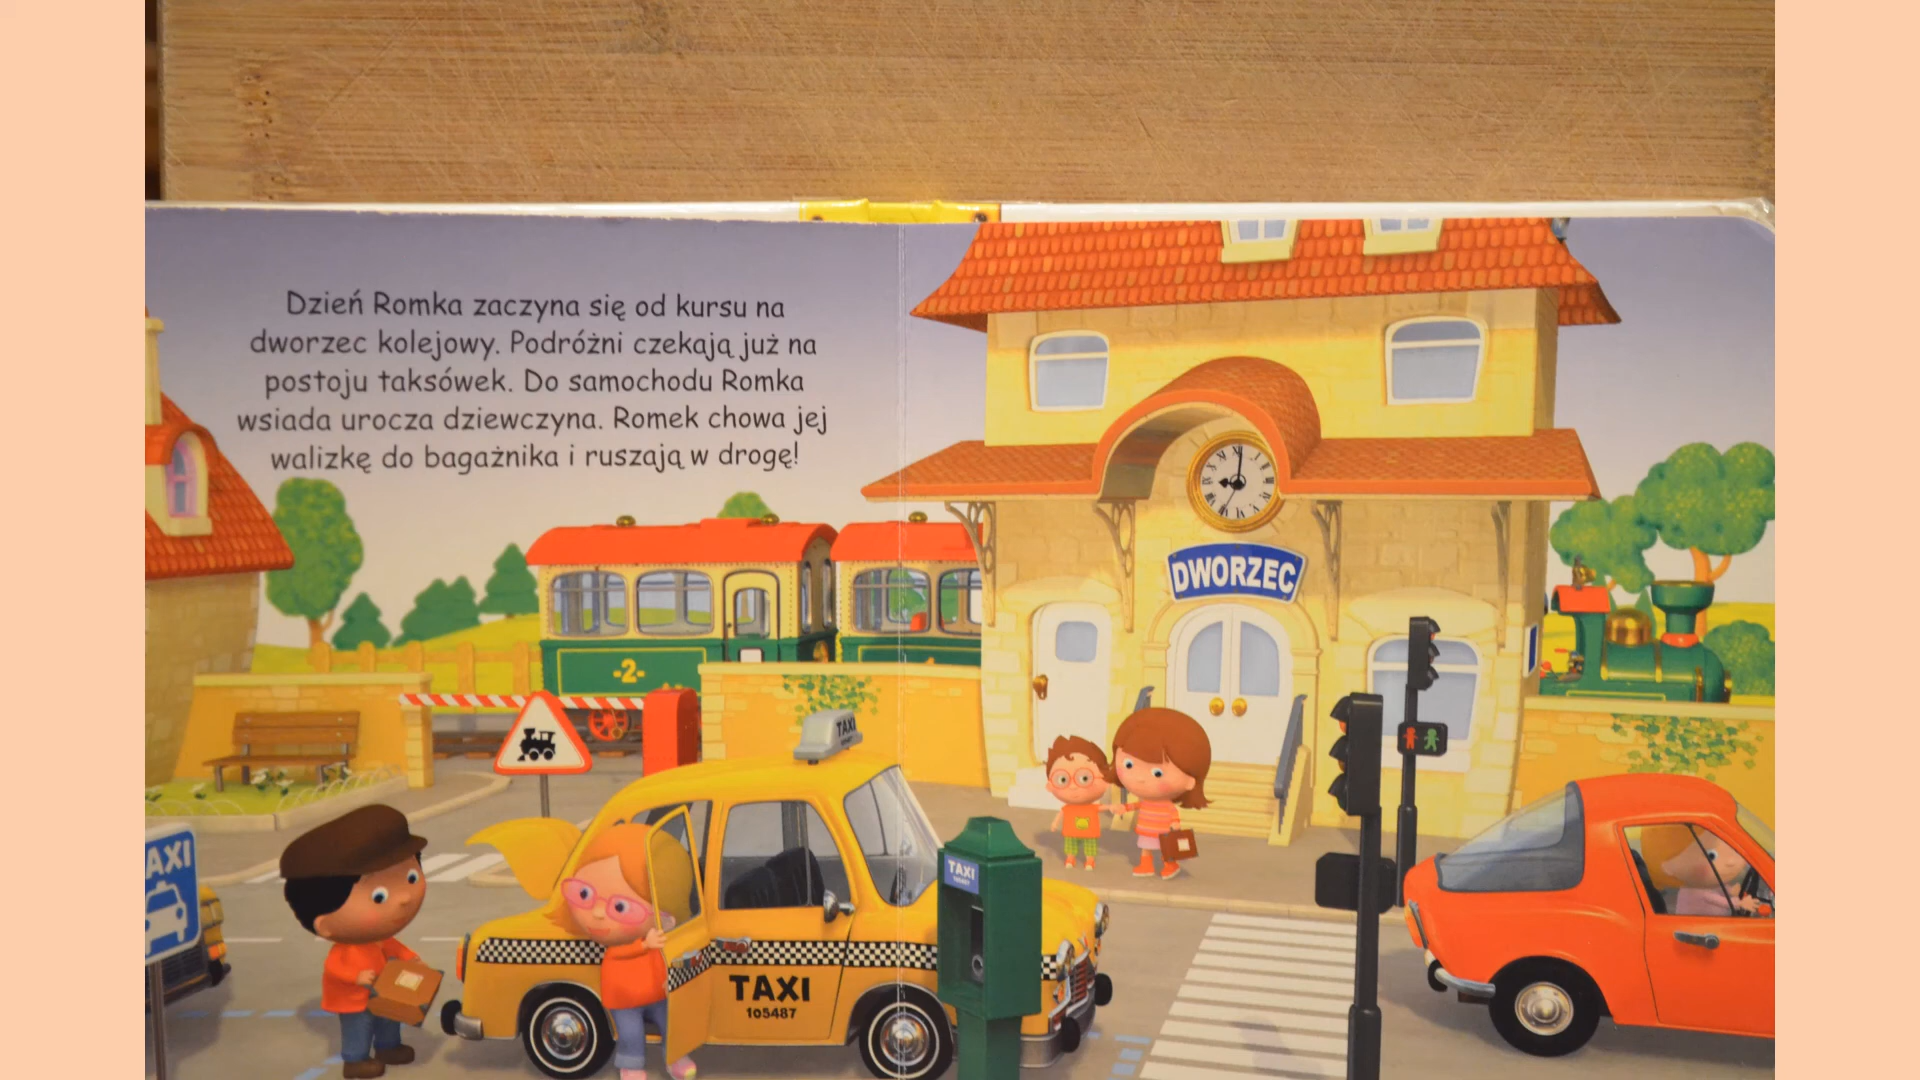 Dzień Romka zaczyna się od kursu na
dworzec kolejowy. Podróżni czekają już na
postoju taksówek. Do samochodu Romka
wsiada urocza dziewczyna. Romek chowa jej
walizkę do bagażnika i ruszają w drogę!
DWORZEC
-2-
TAXI
AXI
TAXI
TAXI
105487